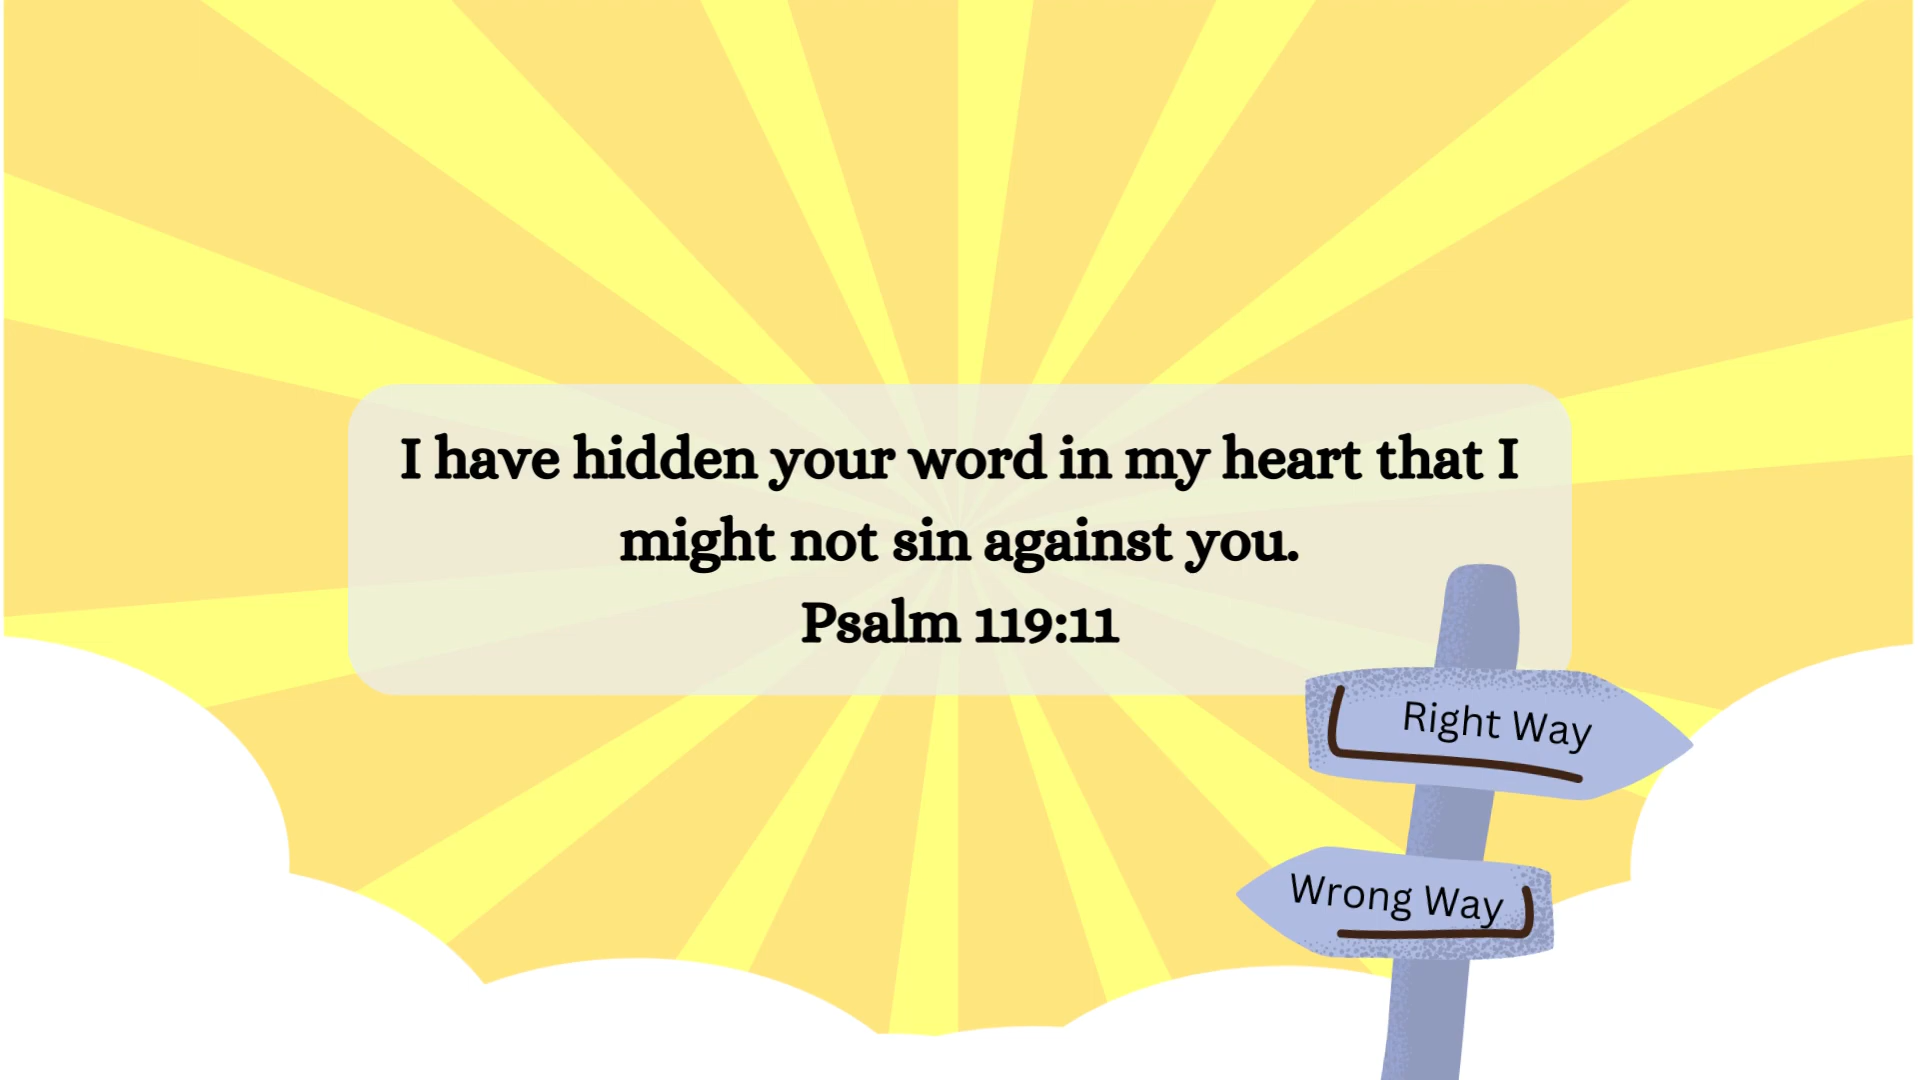 I have hidden your word in my heart that I
might not sin against you.
Psalm 119:11
Right Way
Wrong Way